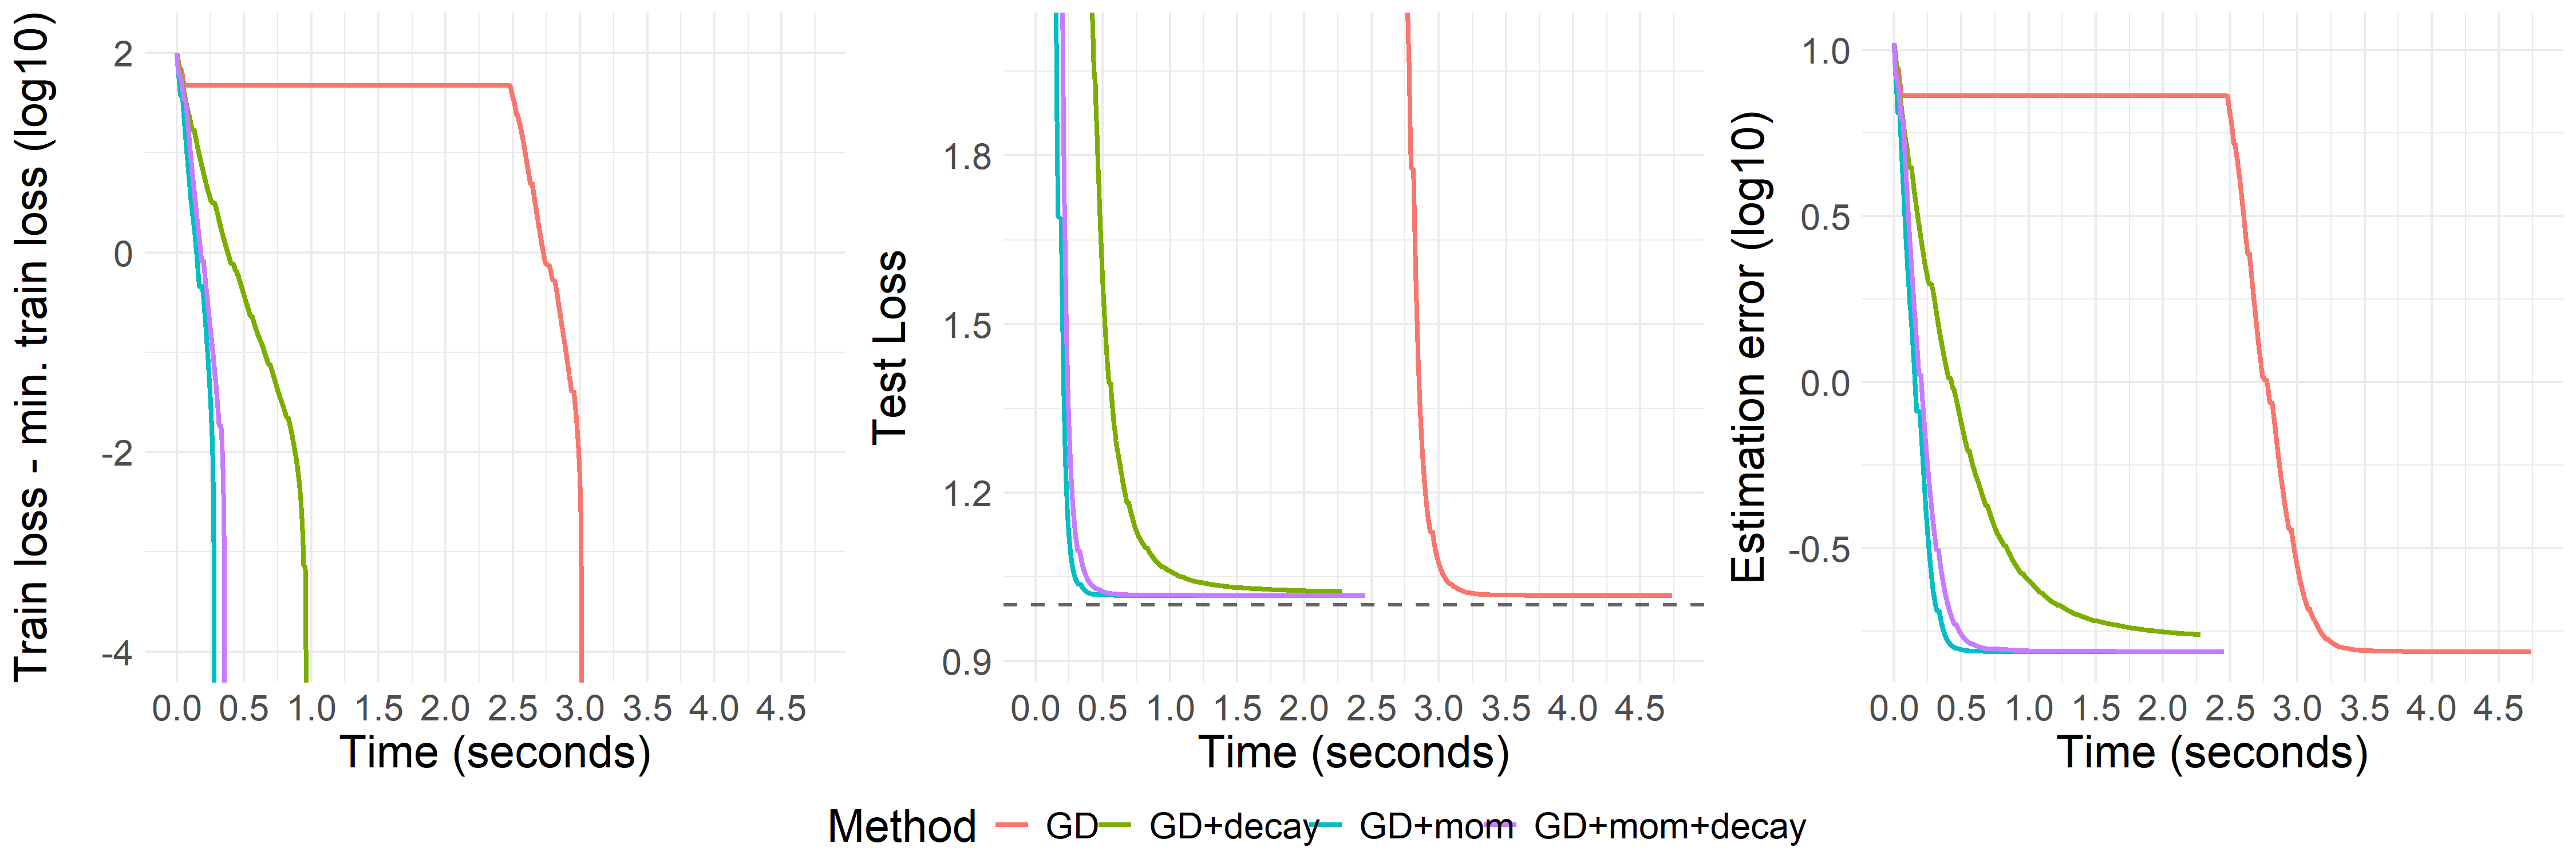 Train loss - min. train loss (log10)
2
0
-2
-4
0.0 0.5 1.0 1.5 2.0 2.5 3.0 3.5 4.0 4.5
Time (seconds)
Test Loss
1.8
1.5
1.2
0.9
0.0 0.5 1.0 1.5 2.0 2.5 3.0 3.5 4.0 4.5
Time (seconds)
Estimation error (log10)
1.0
0.5
0.0
-0.5
0.0 0.5 1.0 1.5 2.0 2.5 3.0 3.5 4.0 4.5
Time (seconds)
Method GD GD+decay GD+mom GD+mom+decay